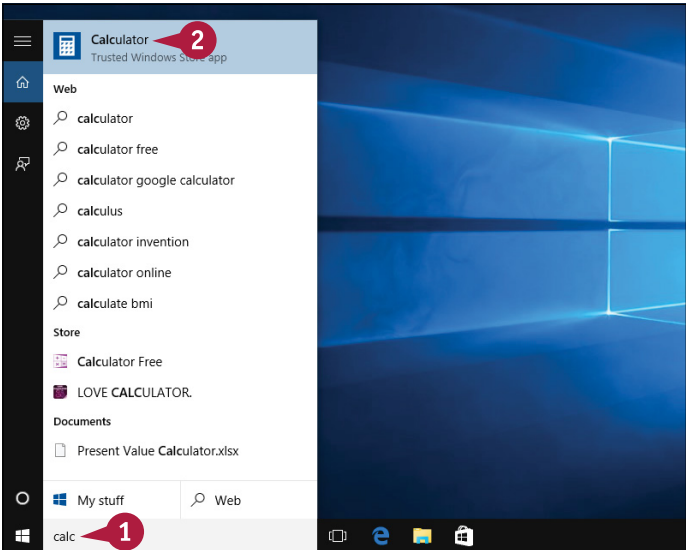 Calculator
2
Trusted Windows Store app
Web
calculator
calculator free
calculator google calculator
calculus
calculator invention
calculator online
calculate bmi
Store
Calculator Free
LOVE CALCULATOR.
Documents
Present Value Calculator.xlsx
My stuff
Web
calc
1